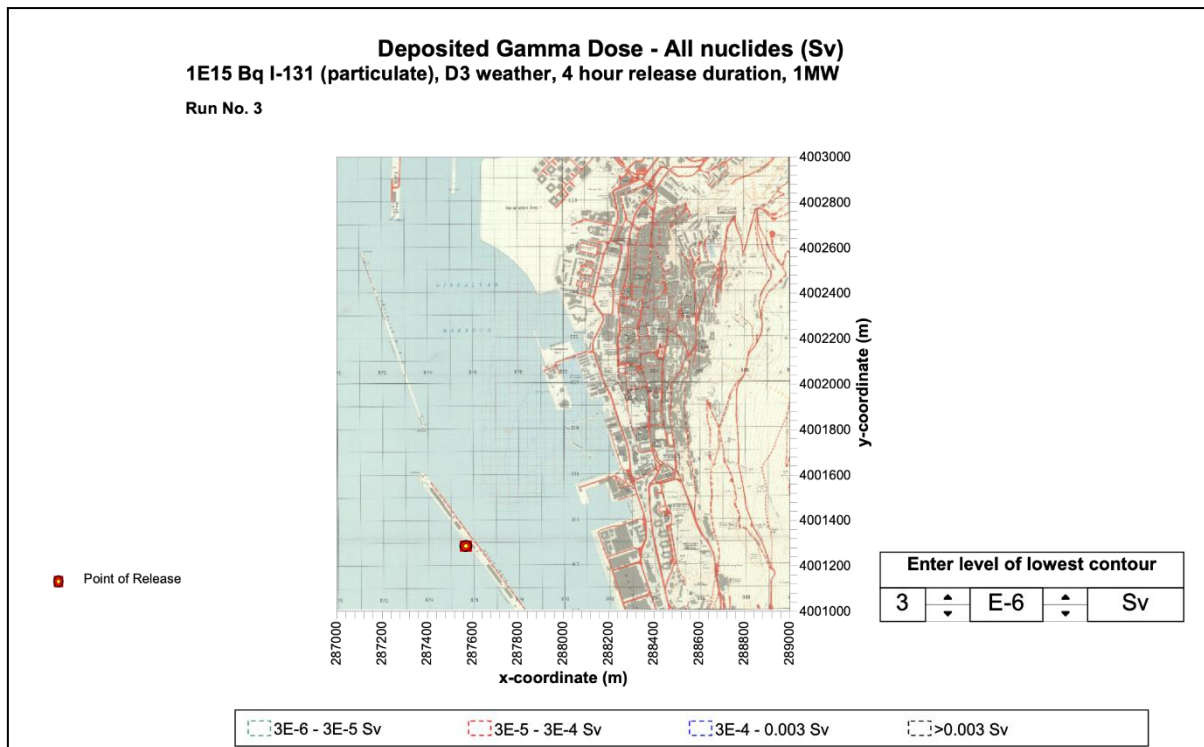 Deposited Gamma Dose - All nuclides (Sv)
1E15 Bq I-131 (particulate), D3 weather, 4 hour release duration, 1MW
Run No. 3
4003000
4002800
4002600
4002400
4002200
4002000
4001800
4001600
4001400
4001200
4001000
y-coordinate (m)
GIBRALTAR
HARBOUR
287000
287200
287400
287600
287800
288000
288200
288400
288600
288800
289000
x-coordinate (m)
Point of Release
Enter level of lowest contour
3 E-6 Sv
3E-6 - 3E-5 Sv
3E-5 - 3E-4 Sv
3E-4 - 0.003 Sv
>0.003 Sv